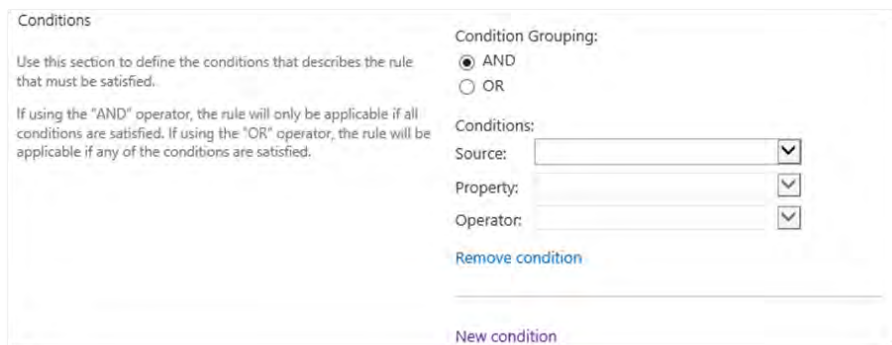 Conditions
Use this section to define the conditions that describes the rule
that must be satisfied.
If using the "AND" operator, the rule will only be applicable if all
conditions are satisfied. If using the "OR" operator, the rule will be
applicable if any of the conditions are satisfied.
Condition Grouping:
AND
OR
Conditions:
Source:
Property:
Operator:
Remove condition
New condition